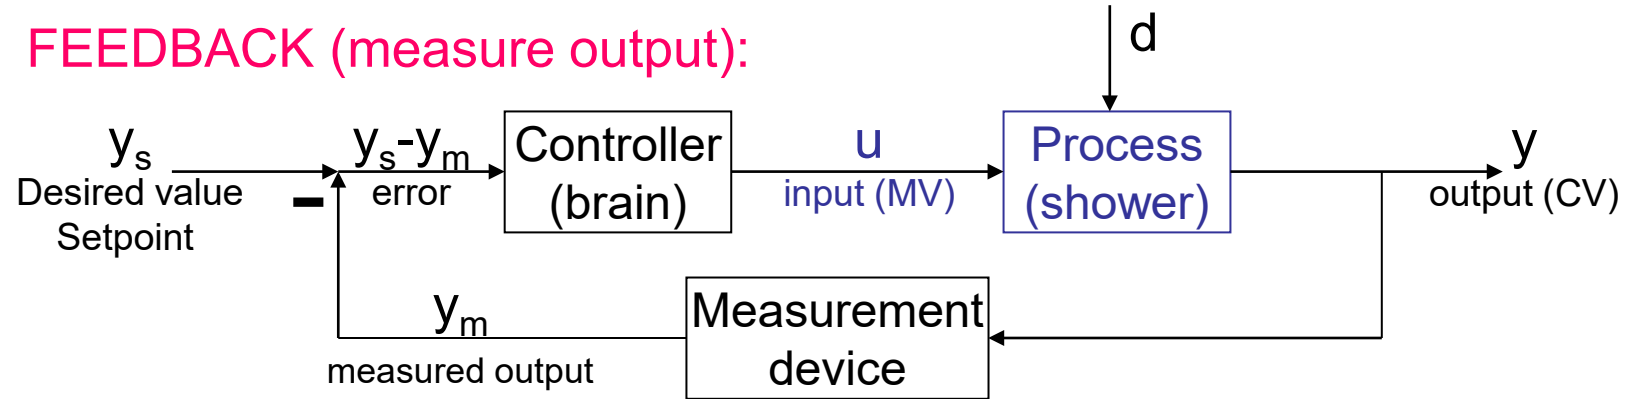 FEEDBACK (measure output):
d
yₛ
Desired value
Setpoint
-
yₛ-yₘ
error
Controller
(brain)
u
input (MV)
Process
(shower)
y
output (CV)
yₘ
measured output
Measurement
device